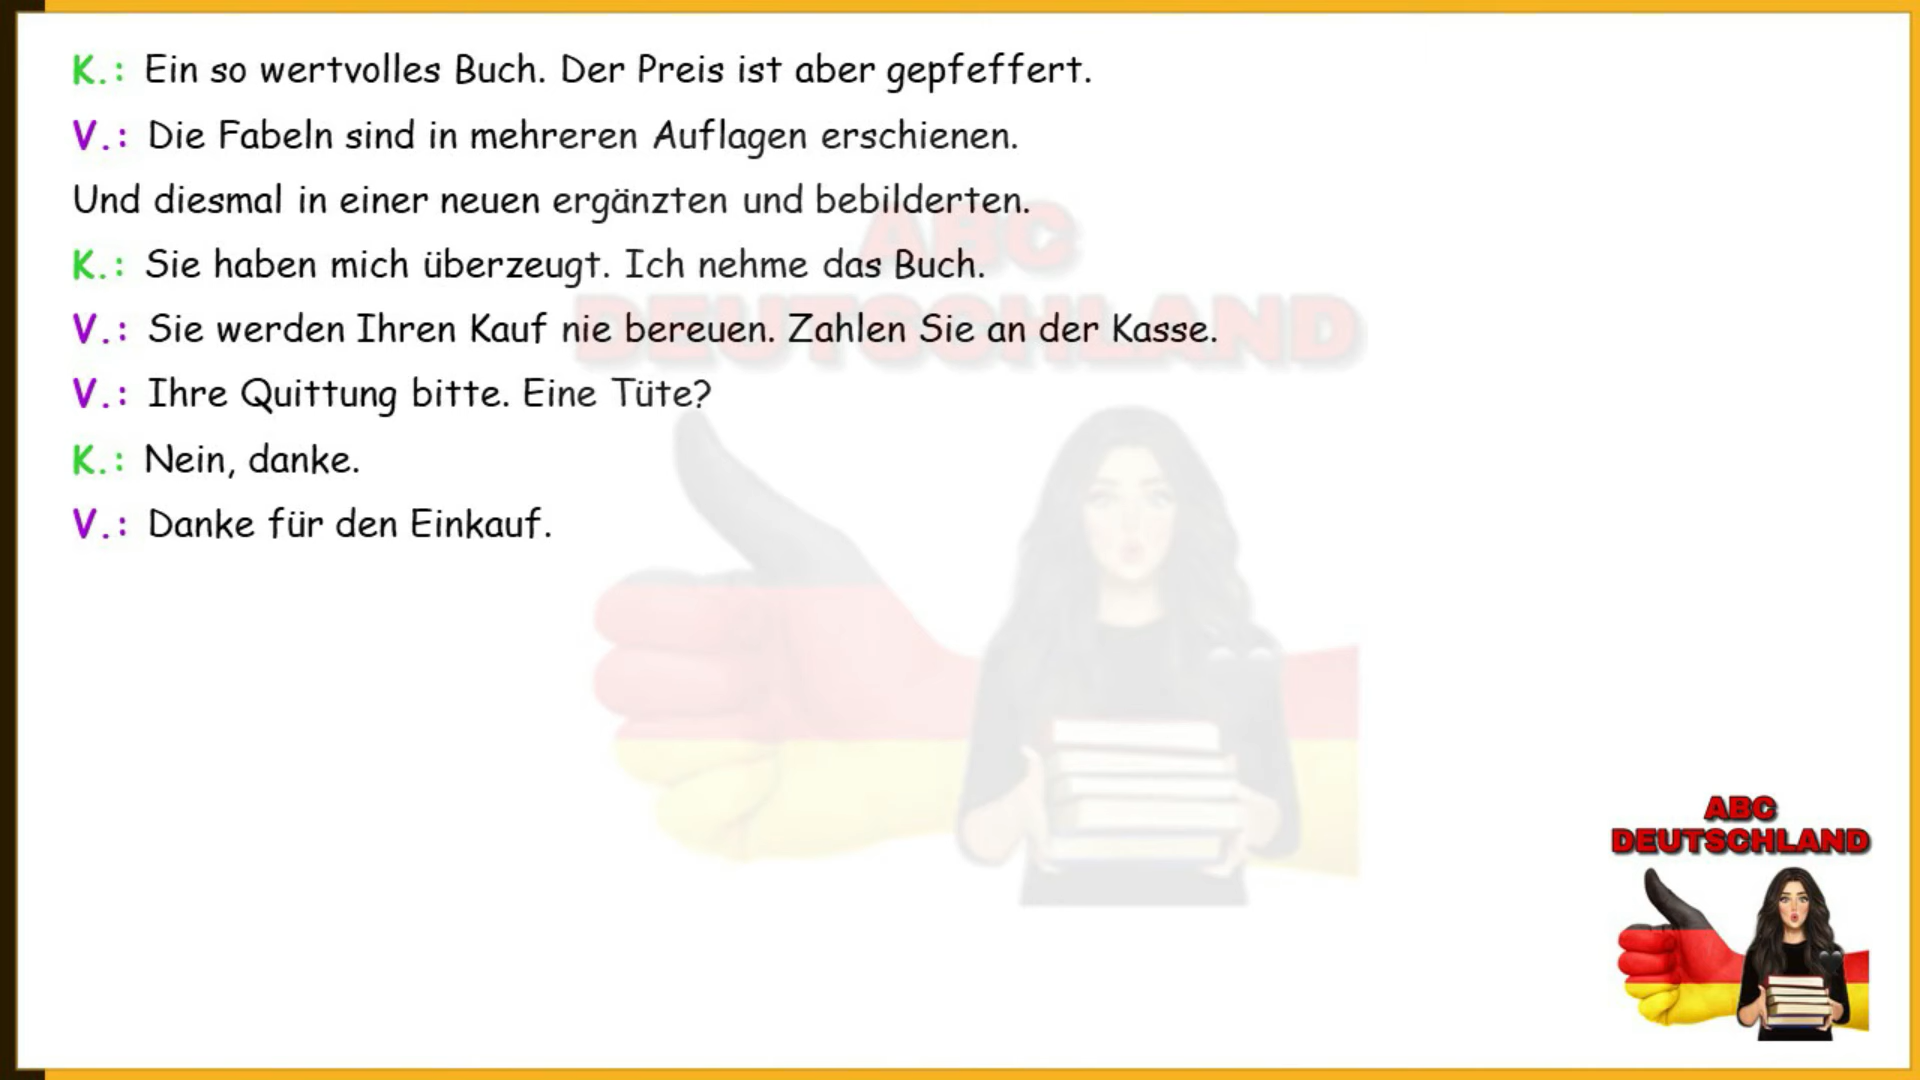 K.: Ein so wertvolles Buch. Der Preis ist aber gepfeffert.
V.: Die Fabeln sind in mehreren Auflagen erschienen.
Und diesmal in einer neuen ergänzten und bebilderten.
K.: Sie haben mich überzeugt. Ich nehme das Buch.
V.: Sie werden Ihren Kauf nie bereuen. Zahlen Sie an der Kasse.
V.: Ihre Quittung bitte. Eine Tüte?
K.: Nein, danke.
V.: Danke für den Einkauf.
ABC
DEUTSCHLAND
ABC
DEUTSCHLAND